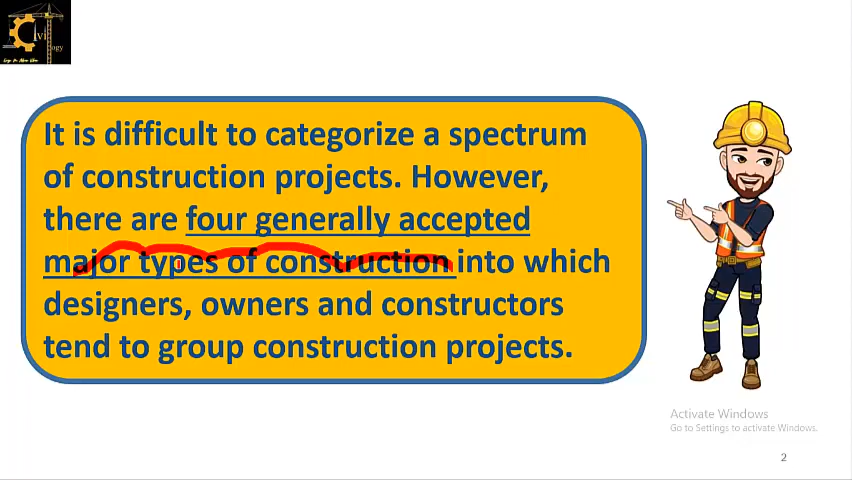 Civil
logy
It is difficult to categorize a spectrum
of construction projects. However,
there are four generally accepted
major types of construction into which
designers, owners and constructors
tend to group construction projects.
Activate Windows
Go to Settings to activate Windows.
2